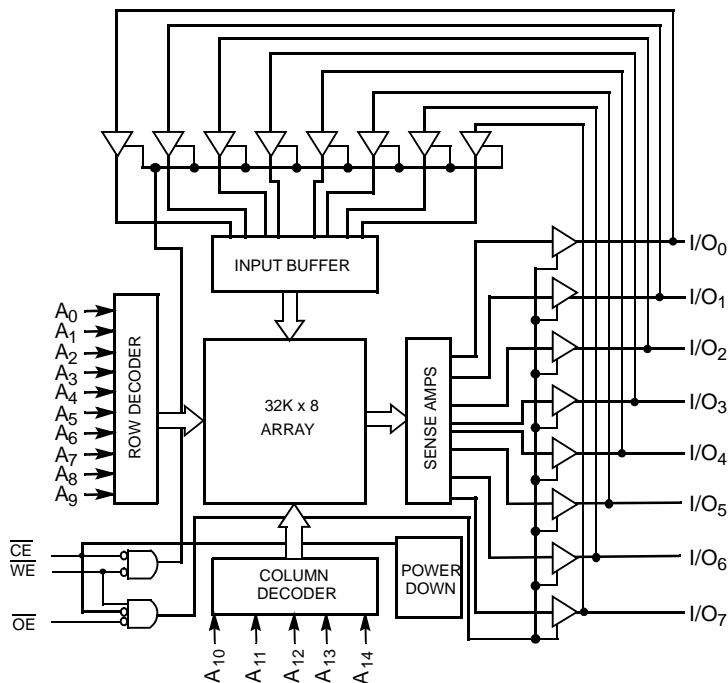 INPUT BUFFER
I/O0
I/O1
I/O2
I/O3
I/O4
I/O5
I/O6
I/O7
A0
A1
A2
A3
A4
A5
A6
A7
A8
A9
ROW DECODER
32K x 8
ARRAY
SENSE AMPS
CE
WE
OE
COLUMN
DECODER
POWER
DOWN
A10
A11
A12
A13
A14